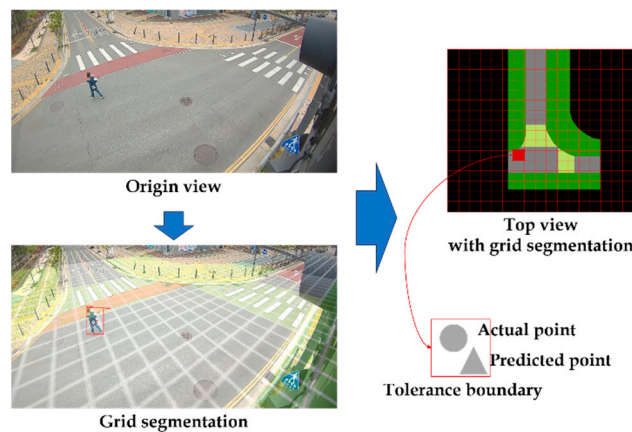 Origin view
Grid segmentation
Top view
with grid segmentation
Actual point
Predicted point
Tolerance boundary